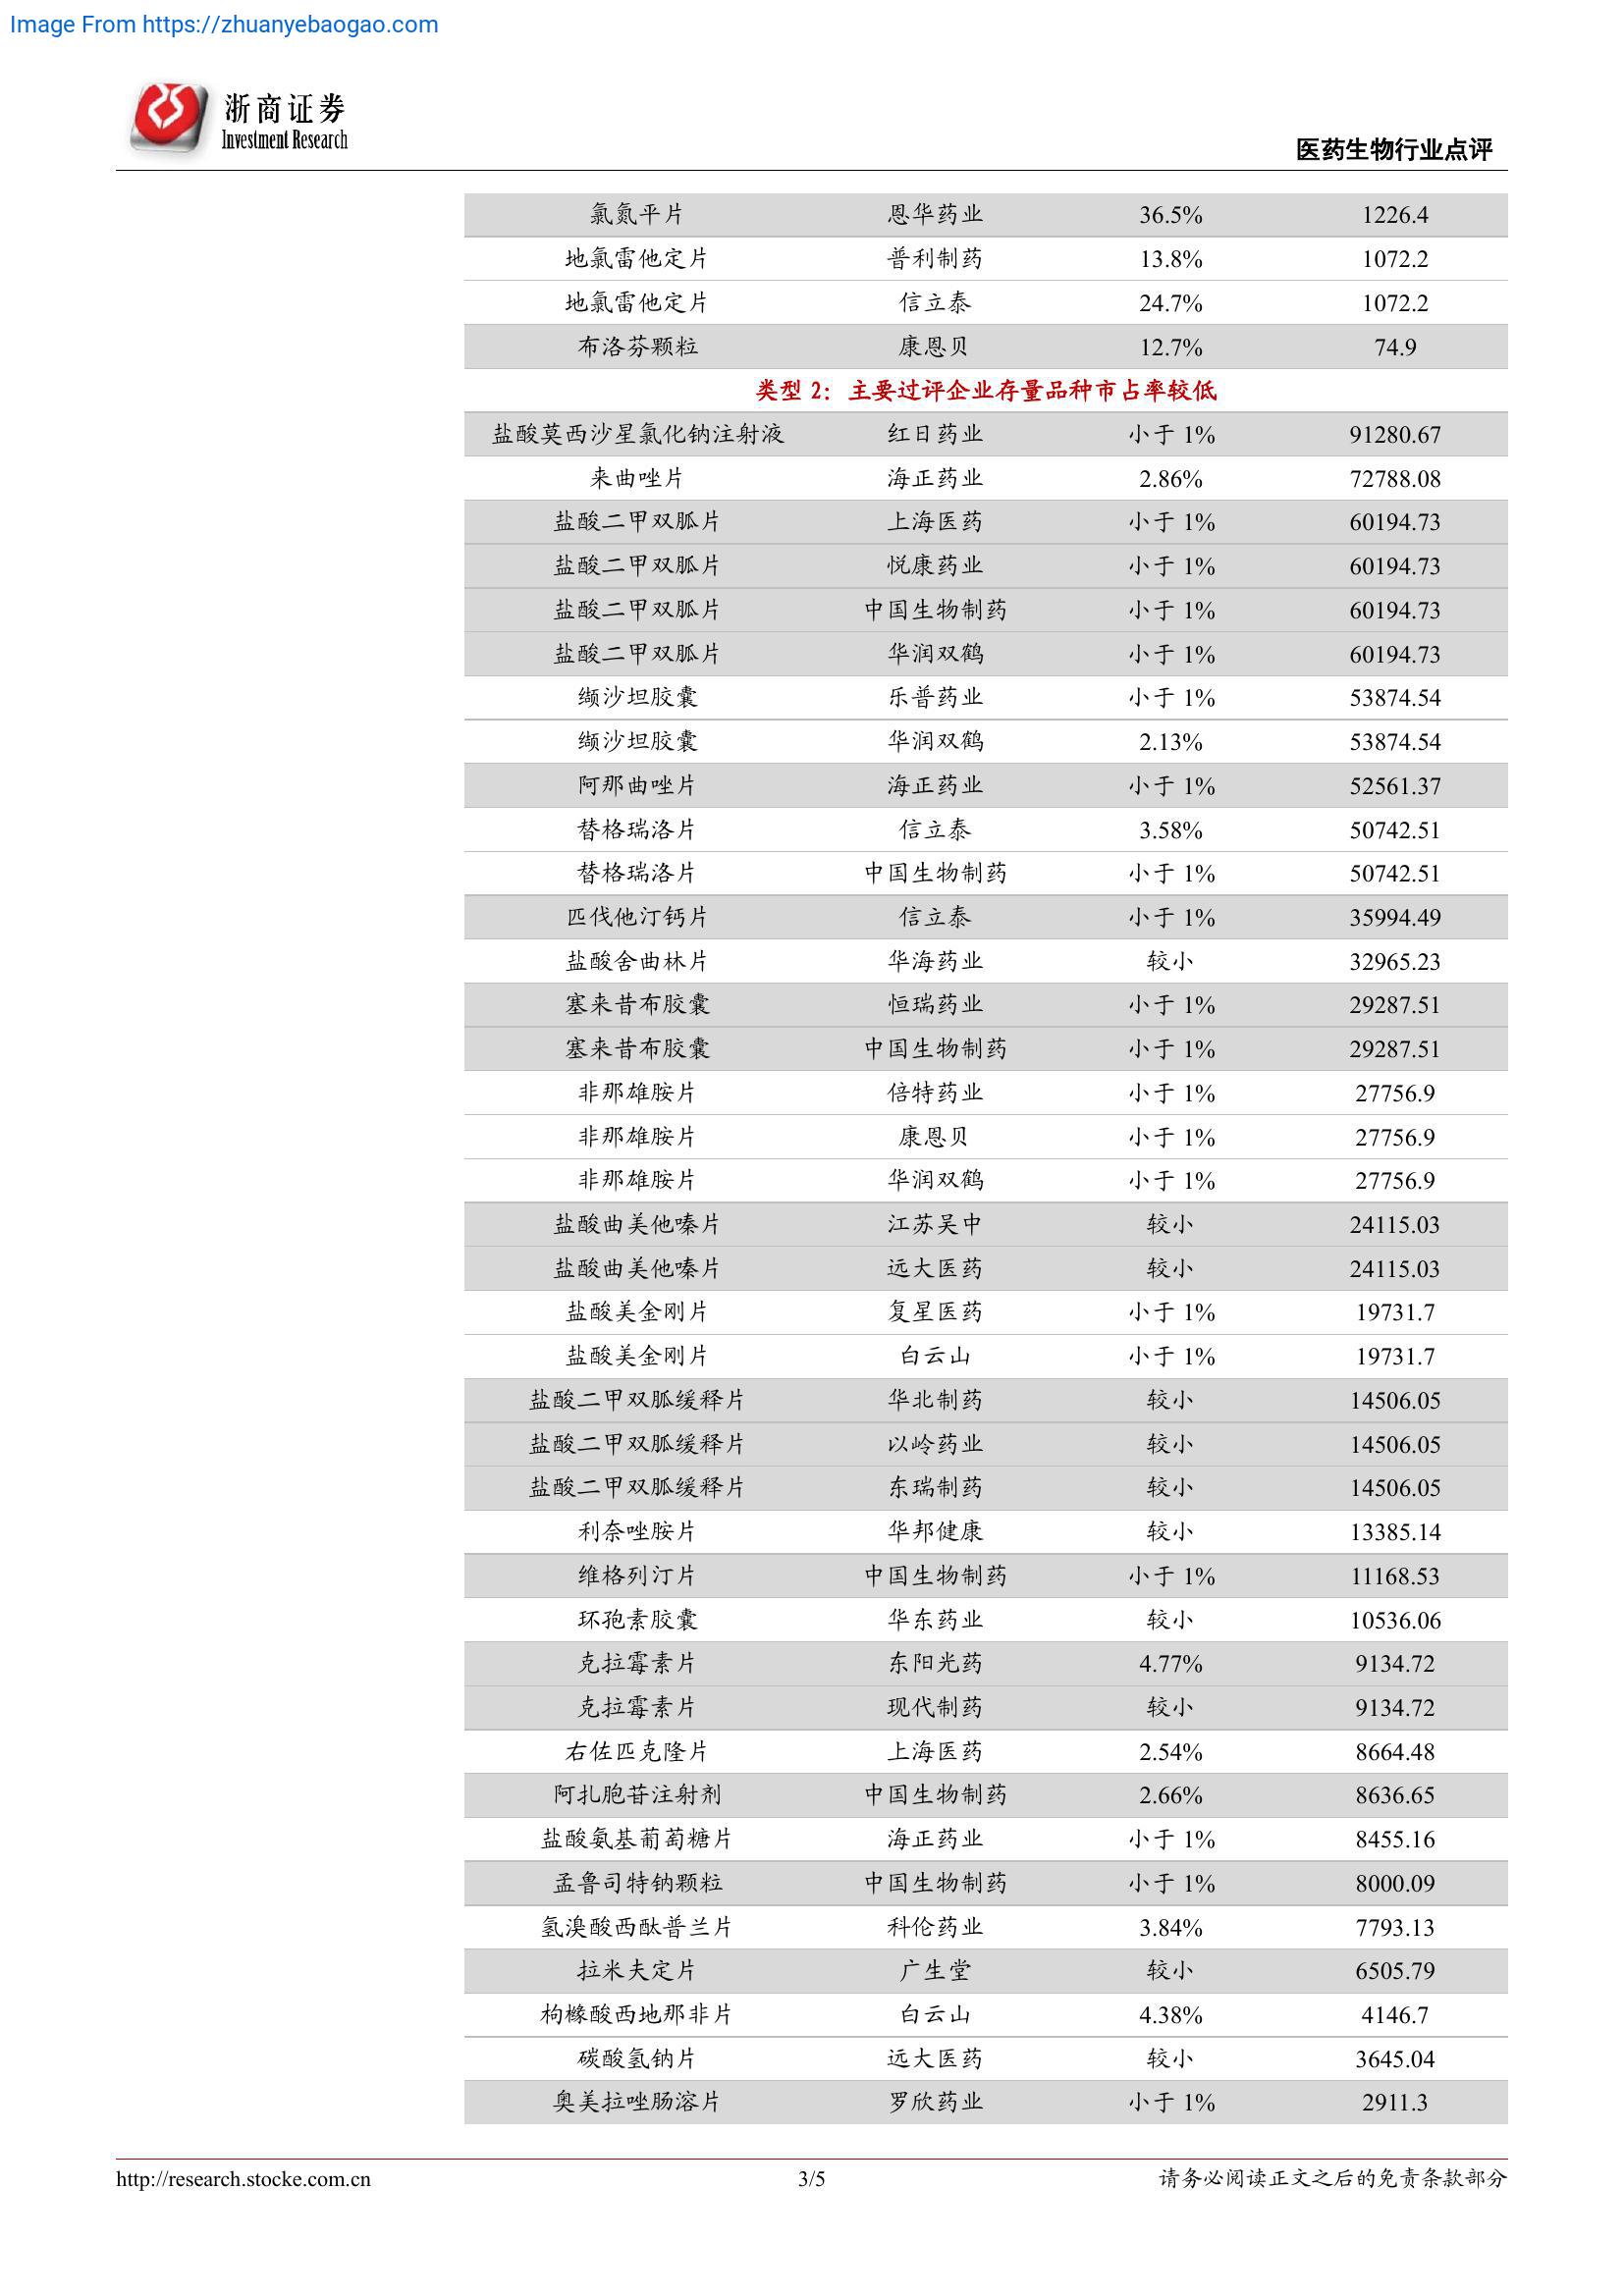 Image From https://zhuanyebaogao.com
浙商证券
Investment Research
医药生物行业点评
氯氮平片 恩华药业 36.5% 1226.4
地氯雷他定片 普利制药 13.8% 1072.2
地氯雷他定片 信立泰 24.7% 1072.2
布洛芬颗粒 康恩贝 12.7% 74.9
类型 2：主要过评企业存量品种市占率较低
盐酸莫西沙星氯化钠注射液 红日药业 小于 1% 91280.67
来曲唑片 海正药业 2.86% 72788.08
盐酸二甲双胍片 上海医药 小于 1% 60194.73
盐酸二甲双胍片 悦康药业 小于 1% 60194.73
盐酸二甲双胍片 中国生物制药 小于 1% 60194.73
盐酸二甲双胍片 华润双鹤 小于 1% 60194.73
缬沙坦胶囊 乐普药业 小于 1% 53874.54
缬沙坦胶囊 华润双鹤 2.13% 53874.54
阿那曲唑片 海正药业 小于 1% 52561.37
替格瑞洛片 信立泰 3.58% 50742.51
替格瑞洛片 中国生物制药 小于 1% 50742.51
匹伐他汀钙片 信立泰 小于 1% 35994.49
盐酸舍曲林片 华海药业 较小 32965.23
塞来昔布胶囊 恒瑞药业 小于 1% 29287.51
塞来昔布胶囊 中国生物制药 小于 1% 29287.51
非那雄胺片 倍特药业 小于 1% 27756.9
非那雄胺片 康恩贝 小于 1% 27756.9
非那雄胺片 华润双鹤 小于 1% 27756.9
盐酸曲美他嗪片 江苏吴中 较小 24115.03
盐酸曲美他嗪片 远大医药 较小 24115.03
盐酸美金刚片 复星医药 小于 1% 19731.7
盐酸美金刚片 白云山 小于 1% 19731.7
盐酸二甲双胍缓释片 华北制药 较小 14506.05
盐酸二甲双胍缓释片 以岭药业 较小 14506.05
盐酸二甲双胍缓释片 东瑞制药 较小 14506.05
利奈唑胺片 华邦健康 较小 13385.14
维格列汀片 中国生物制药 小于 1% 11168.53
环孢素胶囊 华东药业 较小 10536.06
克拉霉素片 东阳光药 4.77% 9134.72
克拉霉素片 现代制药 较小 9134.72
右佐匹克隆片 上海医药 2.54% 8664.48
阿扎胞苷注射剂 中国生物制药 2.66% 8636.65
盐酸氨基葡萄糖片 海正药业 小于 1% 8455.16
孟鲁司特钠颗粒 中国生物制药 小于 1% 8000.09
氢溴酸西酞普兰片 科伦药业 3.84% 7793.13
拉米夫定片 广生堂 较小 6505.79
枸橼酸西地那非片 白云山 4.38% 4146.7
碳酸氢钠片 远大医药 较小 3645.04
奥美拉唑肠溶片 罗欣药业 小于 1% 2911.3
http://research.stocke.com.cn 3/5 请务必阅读正文之后的免责条款部分